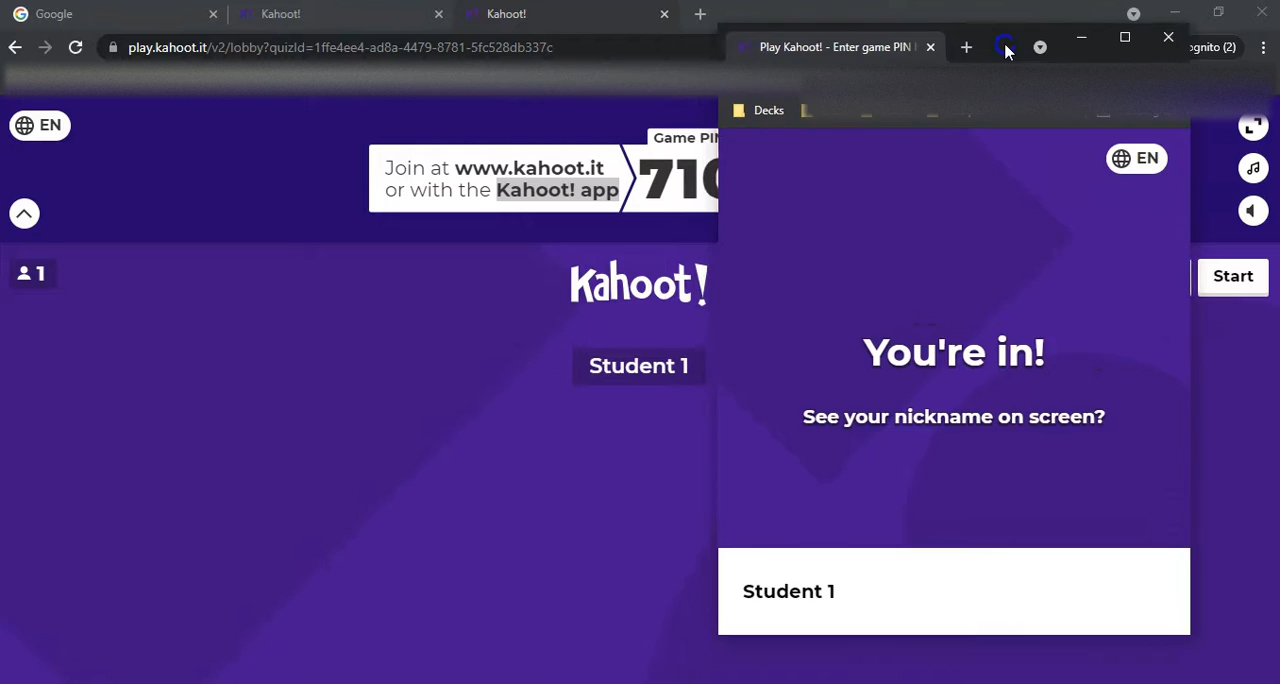 Google
Kahoot!
Kahoot!
play.kahoot.it/v2/lobby?quizId=1ffe4ee4-ad8a-4479-8781-5fc528db337c
Play Kahoot! - Enter game PIN
ognito (2)
Decks
EN
Join at www.kahoot.it
or with the Kahoot! app
Game PIN
710
EN
1
Kahoot!
Start
Student 1
You're in!
See your nickname on screen?
Student 1